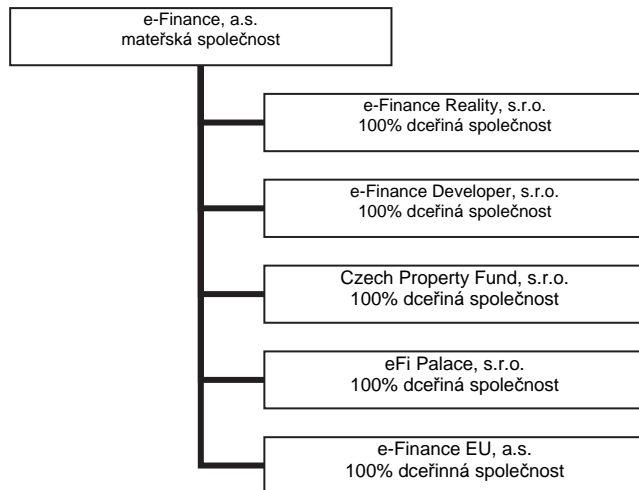 e-Finance, a.s.
mateřská společnost
e-Finance Reality, s.r.o.
100% dceřiná společnost
e-Finance Developer, s.r.o.
100% dceřiná společnost
Czech Property Fund, s.r.o.
100% dceřiná společnost
eFi Palace, s.r.o.
100% dceřiná společnost
e-Finance EU, a.s.
100% dceřinná společnost